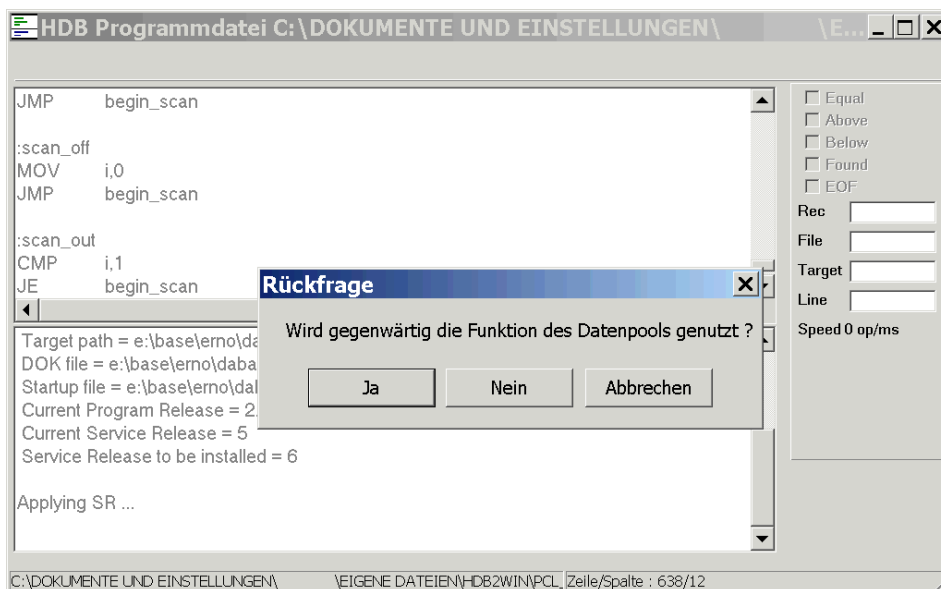 HDB Programmdatei C:\DOKUMENTE UND EINSTELLUNGEN\ \E...
JMP begin_scan
:scan_off
MOV i,0
JMP begin_scan
:scan_out
CMP i,1
JE begin_scan
Equal
Above
Below
Found
EOF
Rec
File
Target
Line
Speed 0 op/ms
Rückfrage
Wird gegenwärtig die Funktion des Datenpools genutzt ?
Ja
Nein
Abbrechen
Target path = e:\base\erno\da
DOK file = e:\base\erno\daba
Startup file = e:\base\erno\da
Current Program Release = 2.
Current Service Release = 5
Service Release to be installed = 6
Applying SR ...
C:\DOKUMENTE UND EINSTELLUNGEN\ \EIGENE DATEIEN\HDB2WIN\PCL_ Zeile/Spalte : 638/12